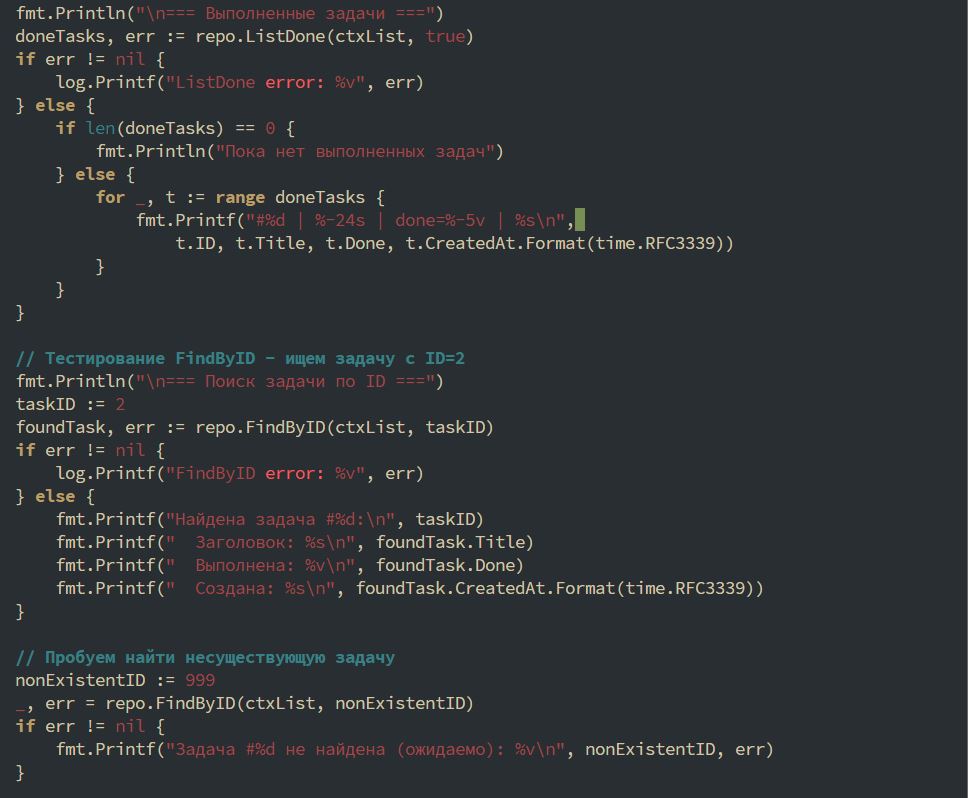 fmt.Println("\n=== Выполненные задачи ===")
doneTasks, err := repo.ListDone(ctxList, true)
if err != nil {
    log.Printf("ListDone error: %v", err)
} else {
    if len(doneTasks) == 0 {
        fmt.Println("Пока нет выполненных задач")
    } else {
        for _, t := range doneTasks {
            fmt.Printf("#%d | %-24s | done=%-5v | %s\n",
                t.ID, t.Title, t.Done, t.CreatedAt.Format(time.RFC3339))
        }
    }
}

// Тестирование FindByID - ищем задачу с ID=2
fmt.Println("\n=== Поиск задачи по ID ===")
taskID := 2
foundTask, err := repo.FindByID(ctxList, taskID)
if err != nil {
    log.Printf("FindByID error: %v", err)
} else {
    fmt.Printf("Найдена задача #%d:\n", taskID)
    fmt.Printf("  Заголовок: %s\n", foundTask.Title)
    fmt.Printf("  Выполнена: %v\n", foundTask.Done)
    fmt.Printf("  Создана: %s\n", foundTask.CreatedAt.Format(time.RFC3339))
}

// Пробуем найти несуществующую задачу
nonExistentID := 999
_, err = repo.FindByID(ctxList, nonExistentID)
if err != nil {
    fmt.Printf("Задача #%d не найдена (ожидаемо): %v\n", nonExistentID, err)
}